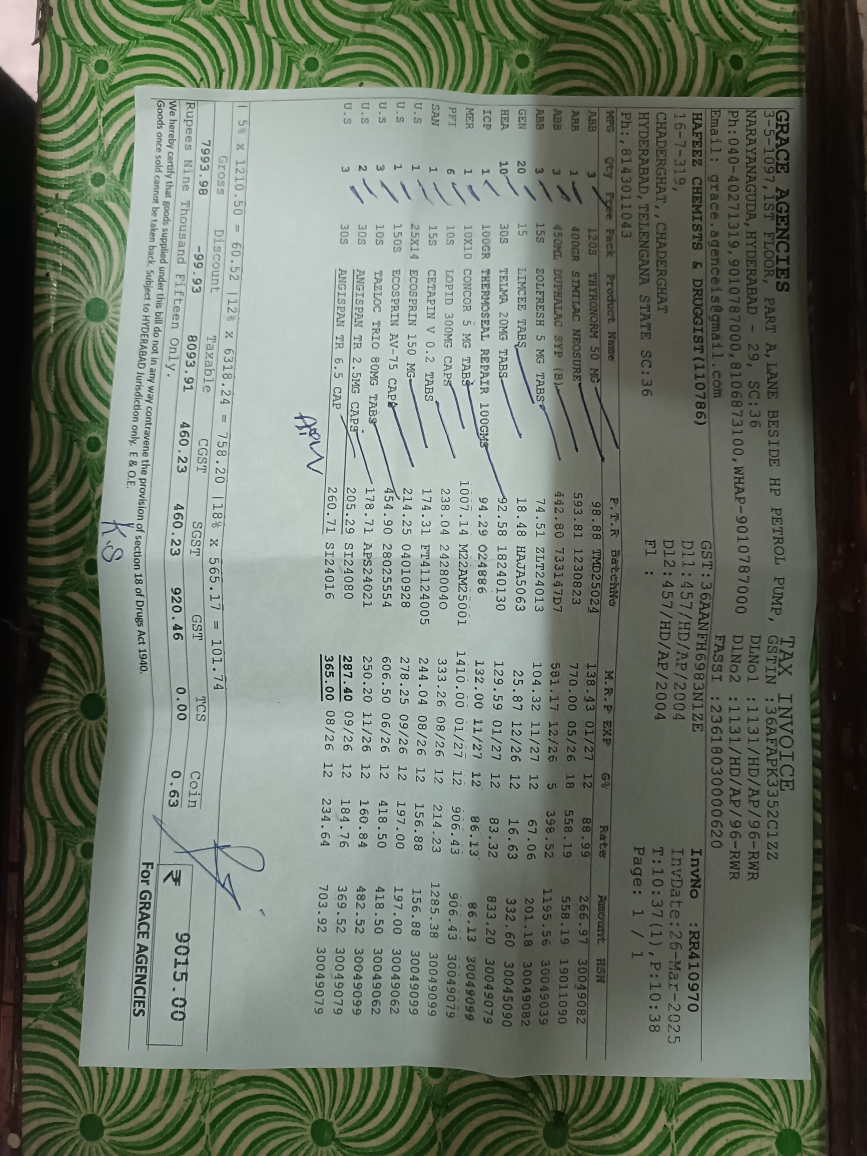 GRACE AGENCIES TAX INVOICE
3-5-1097,1ST FLOOR, PART A,LANE BESIDE HP PETROL PUMP, GSTIN :36AFAPK3352C1ZZ
NARAYANAGUDA,HYDERABAD - 29, SC:36 DLNo1 :1131/HD/AP/96-RWR
Ph:040-40271319,9010787000,8106873100,WHAP-9010787000 DlNo2 :1131/HD/AP/96-RWR
Email: grace.agenceis@gmail.com FASSI :23618030000620
HAFEEZ CHEMISTS & DRUGGIST(110786) GST:36AANFH6983N1ZE InvNo :RR410970
16-7-319, D11:457/HD/AP/2004 InvDate:26-Mar-2025
CHADEGHAT,,CHADERGHAT D12:457/HD/AP/2004 T:10:37(1),P:10:38
HYDERABAD,TELENGANA STATE SC:36 F1 : Page: 1 / 1
Ph:,8143011043
MFG Qty Free Pack Product Name P.T.R BatchNo M.R.P EXP G% Rate Amount HSN
ABB 3 120S THYRONORM 50 MG 98.88 TMD25024 138.43 01/27 12 88.99 266.97 30049082
ABB 1 400GR SIMILAC NEOSURE 593.81 1230823 770.00 05/26 18 558.19 558.19 19011090
ABB 3 450ML DUPHALAC SYP (B) 442.80 733147D7 581.17 12/26 5 398.52 1195.56 30049039
ABB 3 15S ZOLFRESH 5 MG TABS 74.51 ZLT24013 104.32 11/27 12 67.06 201.18 30049082
GEN 20 15 LIMCEE TABS 18.48 HAJA5063 25.87 12/26 12 16.63 332.60 30045090
HEA 10 30S TELMA 20MG TABS 92.58 18240130 129.59 01/27 12 83.32 833.20 30049079
ICP 1 100GR THERMOSEAL REPAIR 100GMS 94.29 O24886 132.00 11/27 12 86.13 86.13 30049099
MER 1 10X10 CONCOR 5 MG TABS 1007.14 M22AM25001 1410.00 01/27 12 906.43 906.43 30049079
PFI 6 10S LOPID 300MG CAPS 238.04 24280040 333.26 08/26 12 214.23 1285.38 30049099
SAN 1 15S CETAPIN V 0.2 TABS 174.31 FT41124005 244.04 08/26 12 156.88 156.88 30049099
U.S 1 25X14 ECOSPRIN 150 MG 214.25 04010928 278.25 09/26 12 197.00 197.00 30049062
U.S 1 150S ECOSPRIN AV-75 CAPS 454.90 28025554 606.50 06/26 12 418.50 418.50 30049062
U.S 3 10S TAZLOC TRIO 80MG TABS 178.71 APS24021 250.20 11/26 12 160.84 482.52 30049099
U.S 2 30S ANGISPAN TR 2.5MG CAPS 205.29 SI24080 287.40 09/26 12 184.76 369.52 30049079
U.S 3 30S ANGISPAN TR 6.5 CAP 260.71 SI24016 365.00 08/26 12 234.64 703.92 30049079
| 5% x 1210.50 = 60.52 |12% x 6318.24 = 758.20 |18% x 565.17 = 101.74
Gross Discount Taxable CGST SGST GST TCS Coin
7993.98 -99.93 8093.91 460.23 460.23 920.46 0.00 0.63 ₹ 9015.00
Rupees Nine Thousand Fifteen Only.
We hereby certify that goods supplied under this bill do not in any way contravene the provision of section 18 of Drugs Act 1940. For GRACE AGENCIES
Goods once sold cannot be taken back. Subject to HYDERABAD Jurisdiction only. E & O.E.
K.S